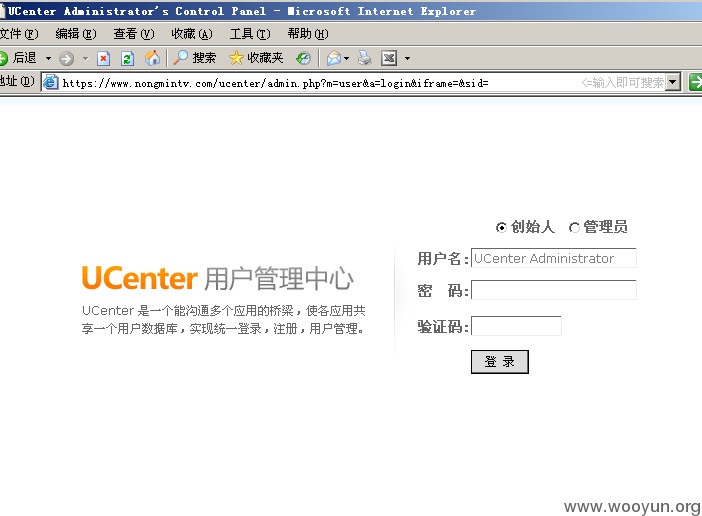 UCenter Administrator's Control Panel - Microsoft Internet Explorer
文件(F) 编辑(E) 查看(V) 收藏(A) 工具(T) 帮助(H)
后退 搜索 收藏夹
地址(D) https://www.nongmintv.com/ucenter/admin.php?m=user&a=login&iframe=&sid= <=输入即可搜索
创始人 管理员
用户名: UCenter Administrator
密 码:
验证码:
登 录
UCenter 用户管理中心
UCenter 是一个能沟通多个应用的桥梁，使各应用共
享一个用户数据库，实现统一登录，注册，用户管理。
www.wooyun.org